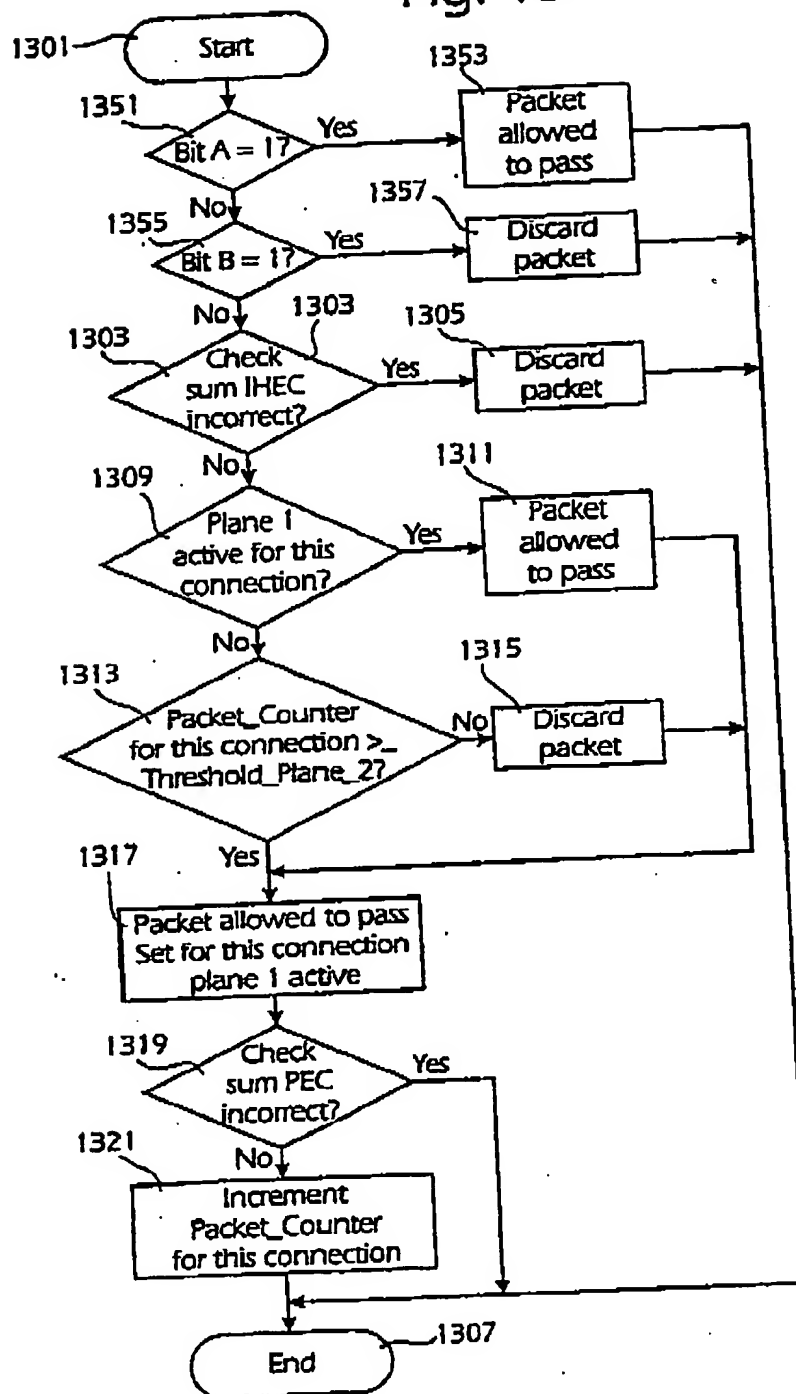 Fig.
1301
Start
1351
Bit A = 1?
Yes
1353
Packet
allowed
to pass
No
1355
Bit B = 1?
Yes
1357
Discard
packet
No
1303
1303
Check
sum IHEC
incorrect?
Yes
1305
Discard
packet
No
1309
Plane 1
active for this
connection?
Yes
1311
Packet
allowed
to pass
No
1313
Packet_Counter
for this connection >_
Threshold_Plane_2?
No
1315
Discard
packet
Yes
1317
Packet allowed to pass
Set for this connection
plane 1 active
1319
Check
sum PEC
incorrect?
Yes
No
1321
Increment
Packet_Counter
for this connection
1307
End